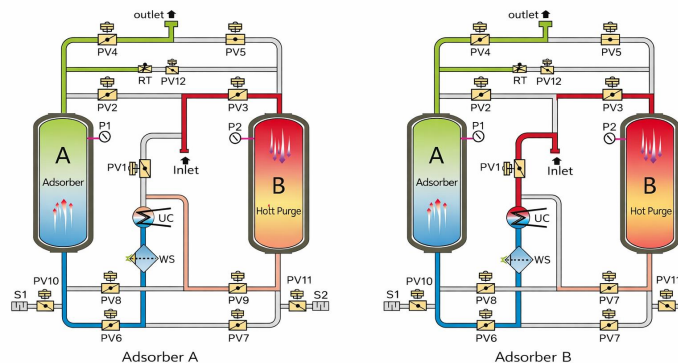 outlet
PV4
PV5
RT
PV12
PV2
PV3
P1
P2
A
Adsorber
PV1
Inlet
B
Hott Purge
UC
WS
PV10
S1
PV8
PV9
PV11
S2
PV6
PV7
Adsorber A
outlet
PV4
PV5
RT
PV12
PV2
PV3
P1
P2
A
Adsorber
PV1
Inlet
B
Hot Purge
UC
WS
PV10
S1
PV8
PV7
PV11
PV6
PV7
Adsorber B